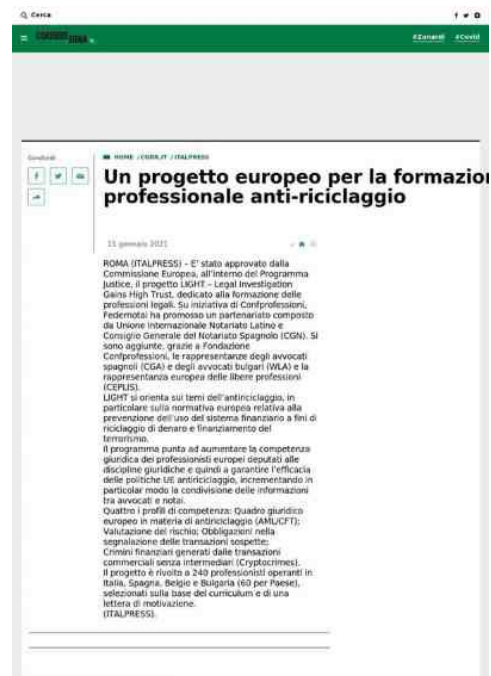 Cerca
CORRIERE
#Zanardi #Covid
Condividi
HOME / CORR.IT / ITALPRESS
Un progetto europeo per la formazion
professionale anti-riciclaggio
15 gennaio 2021
ROMA (ITALPRESS) – E' stato approvato dalla
Commissione Europea, all'interno del Programma
Justice, il progetto LIGHT – Legal Investigation
Gains High Trust, dedicato alla formazione delle
professioni legali. Su iniziativa di Confprofessioni,
Federnotai ha promosso un partenariato composto
da Unione Internazionale Notariato Latino e
Consiglio Generale del Notariato Spagnolo (CGN). Si
sono aggiunte, grazie a Fondazione
Confprofessioni, le rappresentanze degli avvocati
spagnoli (CGA) e degli avvocati bulgari (WLA) e la
rappresentanza europea delle libere professioni
(CEPLIS).
LIGHT si orienta sui temi dell'antiriciclaggio, in
particolare sulla normativa europea relativa alla
prevenzione dell'uso del sistema finanziario a fini di
riciclaggio di denaro e finanziamento del
terrorismo.
Il programma punta ad aumentare la competenza
giuridica dei professionisti europei deputati alle
discipline giuridiche e quindi a garantire l'efficacia
delle politiche UE antiriciclaggio, incrementando in
particolar modo la condivisione delle informazioni
tra avvocati e notai.
Quattro i profili di competenza: Quadro giuridico
europeo in materia di antiriciclaggio (AML/CFT);
Valutazione del rischio; Obbligazioni nella
segnalazione delle transazioni sospette;
Crimini finanziari generati dalle transazioni
commerciali senza intermediari (Cryptocrimes).
Il progetto è rivolto a 240 professionisti operanti in
Italia, Spagna, Belgio e Bulgaria (60 per Paese),
selezionati sulla base del curriculum e di una
lettera di motivazione.
(ITALPRESS).